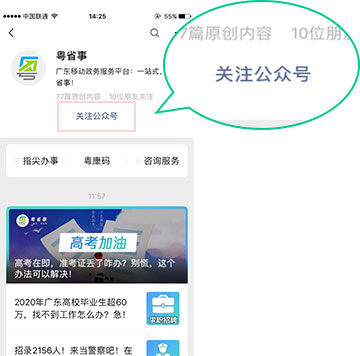 中国联通
14:25
55%
粤省事
广东移动政务服务平台：一站式，
省事！
77篇原创内容 10位朋友关注
关注公众号
77篇原创内容 10位朋
关注公众号
指尖办事
粤康码
咨询服务
11:57
粤省事
高考加油
高考在即，准考证丢了咋办？别慌，这个
办法可以解决！
2020年广东高校毕业生超60
万，找不到工作怎么办？急！
求职招聘
招录2156人！来当警察吧！在